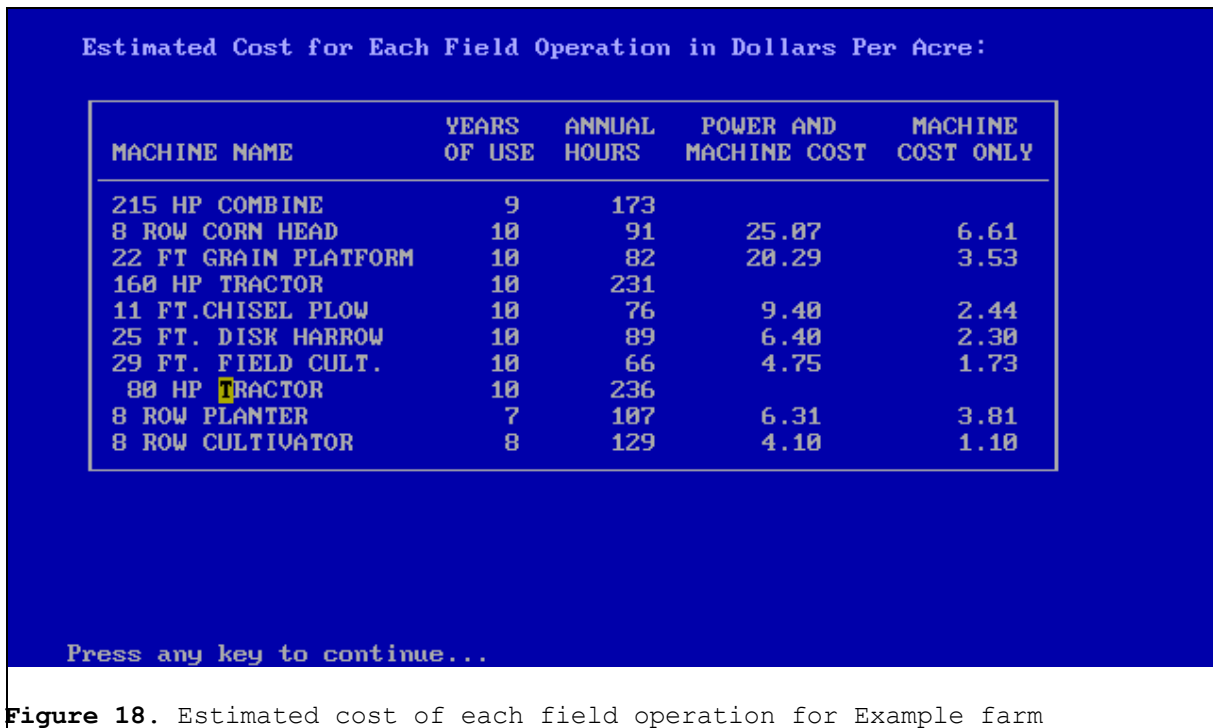 Estimated Cost for Each Field Operation in Dollars Per Acre:
YEARS ANNUAL POWER AND MACHINE
MACHINE NAME OF USE HOURS MACHINE COST COST ONLY
215 HP COMBINE 9 173
8 ROW CORN HEAD 10 91 25.07 6.61
22 FT GRAIN PLATFORM 10 82 20.29 3.53
160 HP TRACTOR 10 231
11 FT.CHISEL PLOW 10 76 9.40 2.44
25 FT. DISK HARROW 10 89 6.40 2.30
29 FT. FIELD CULT. 10 66 4.75 1.73
80 HP TRACTOR 10 236
8 ROW PLANTER 7 107 6.31 3.81
8 ROW CULTIVATOR 8 129 4.10 1.10
Press any key to continue...
Figure 18. Estimated cost of each field operation for Example farm